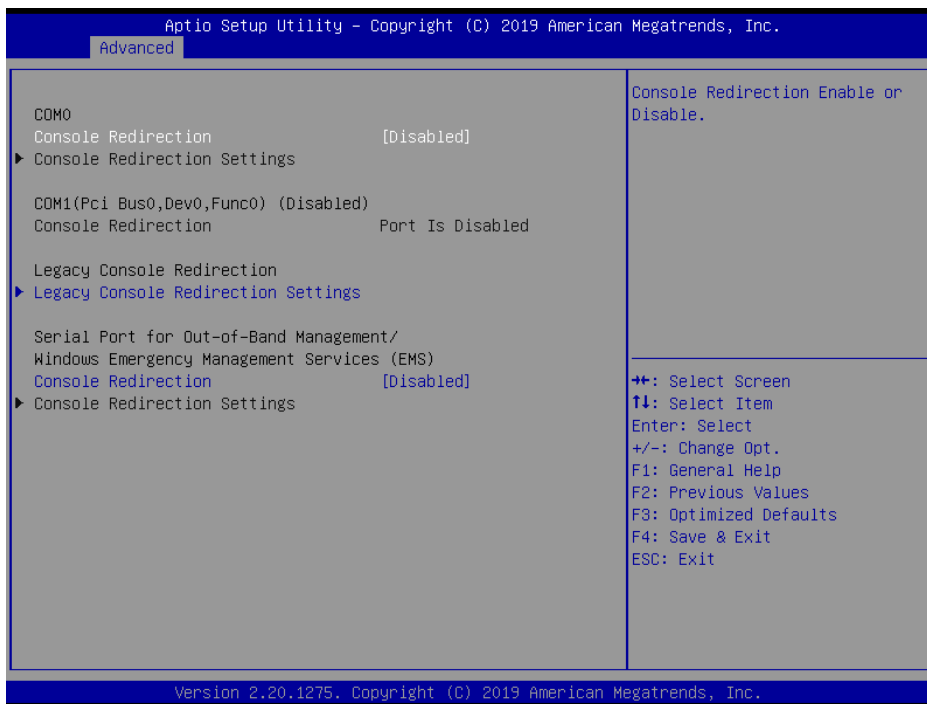 Aptio Setup Utility – Copyright (C) 2019 American Megatrends, Inc.
Advanced
COM0
Console Redirection [Disabled]
▶ Console Redirection Settings
COM1(Pci Bus0,Dev0,Func0) (Disabled)
Console Redirection Port Is Disabled
Legacy Console Redirection
▶ Legacy Console Redirection Settings
Serial Port for Out-of-Band Management/
Windows Emergency Management Services (EMS)
Console Redirection [Disabled]
▶ Console Redirection Settings
Console Redirection Enable or
Disable.
→←: Select Screen
↑↓: Select Item
Enter: Select
+/-: Change Opt.
F1: General Help
F2: Previous Values
F3: Optimized Defaults
F4: Save & Exit
ESC: Exit
Version 2.20.1275. Copyright (C) 2019 American Megatrends, Inc.